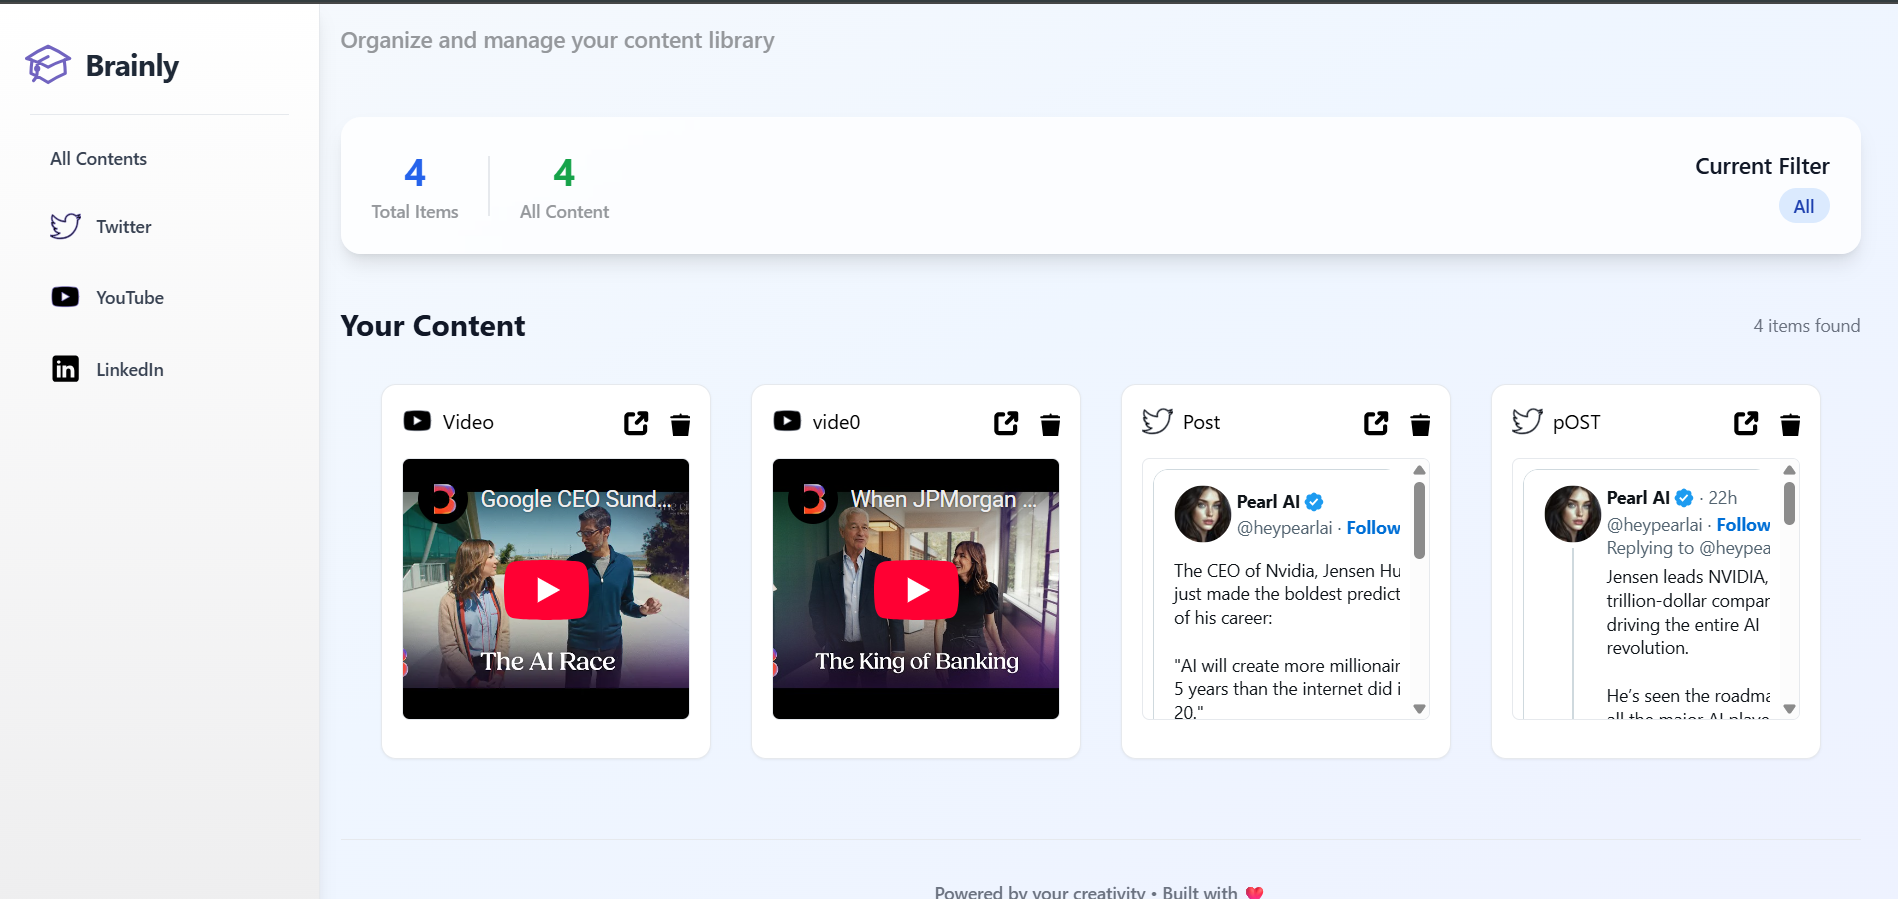 Brainly
All Contents
Twitter
YouTube
LinkedIn
Organize and manage your content library
4
Total Items
4
All Content
Current Filter
All
Your Content
4 items found
Video
Google CEO Sund...
The AI Race
vide0
When JPMorgan ...
The King of Banking
Post
Pearl AI
@heypearlai · Follow
The CEO of Nvidia, Jensen Hu
just made the boldest predict
of his career:
"AI will create more millionair
5 years than the internet did i
20."
pOST
Pearl AI · 22h
@heypearlai · Follow
Replying to @heypea
Jensen leads NVIDIA,
trillion-dollar compar
driving the entire AI
revolution.
He’s seen the roadma
all the major AI playe
Powered by your creativity • Built with